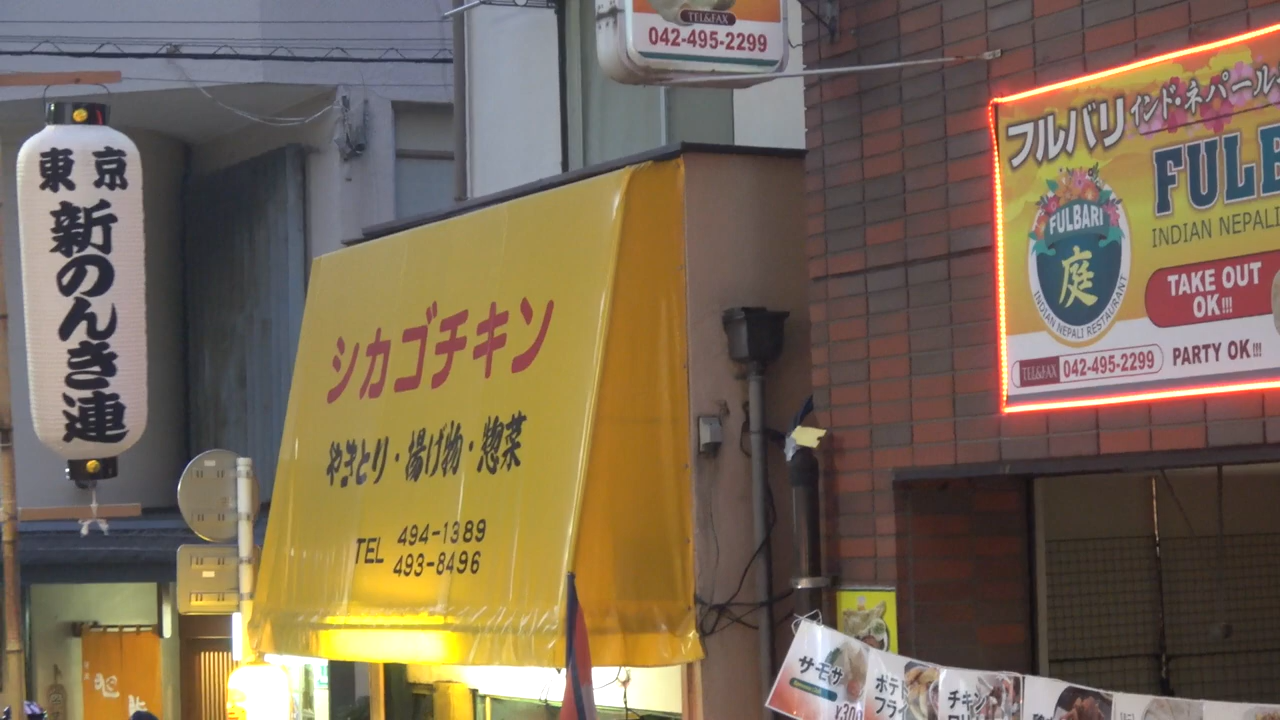 東京
新のんき連
シカゴチキン
やきとり・揚げ物・惣菜
TEL 494-1389
493-8496
TEL&FAX
042-495-2299
フルバリ インド・ネパール
FULB
INDIAN NEPALI
FULBARI
庭
INDIAN NEPALI RESTAURANT
TAKE OUT
OK!!!
TEL&FAX 042-495-2299 PARTY OK!!!
サモサ
¥300
ポテト
フライ
チキン